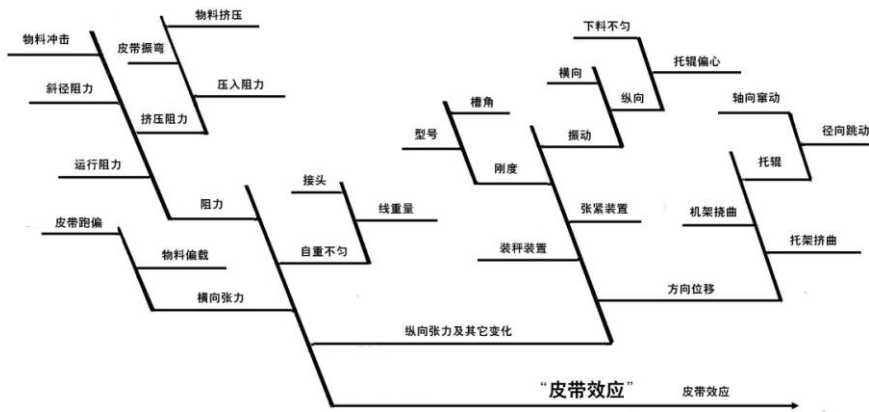 物料挤压
下料不匀
物料冲击
皮带振弯
托辊偏心
横向
斜径阻力
压入阻力
纵向
轴向窜动
槽角
挤压阻力
型号
振动
径向跳动
运行阻力
刚度
托辊
接头
阻力
线重量
张紧装置
机架挠曲
皮带跑偏
自重不匀
装秤装置
托架挤曲
物料偏载
横向张力
方向位移
纵向张力及其它变化
“皮带效应”
皮带效应